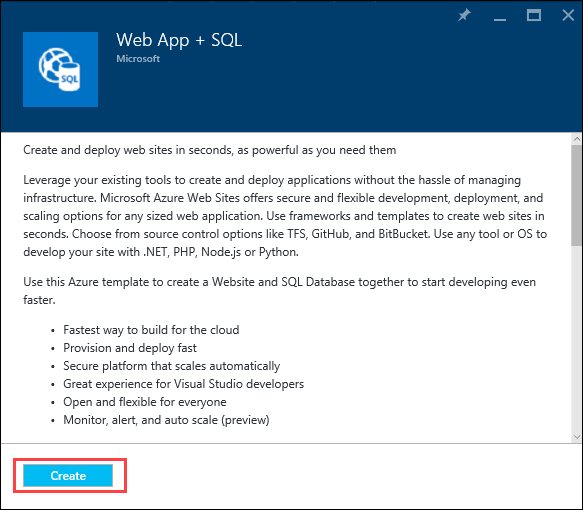 Web App + SQL
Microsoft
SQL
Create and deploy web sites in seconds, as powerful as you need them
Leverage your existing tools to create and deploy applications without the hassle of managing
infrastructure. Microsoft Azure Web Sites offers secure and flexible development, deployment, and
scaling options for any sized web application. Use frameworks and templates to create web sites in
seconds. Choose from source control options like TFS, GitHub, and BitBucket. Use any tool or OS to
develop your site with .NET, PHP, Node.js or Python.
Use this Azure template to create a Website and SQL Database together to start developing even
faster.
• Fastest way to build for the cloud
• Provision and deploy fast
• Secure platform that scales automatically
• Great experience for Visual Studio developers
• Open and flexible for everyone
• Monitor, alert, and auto scale (preview)
Create